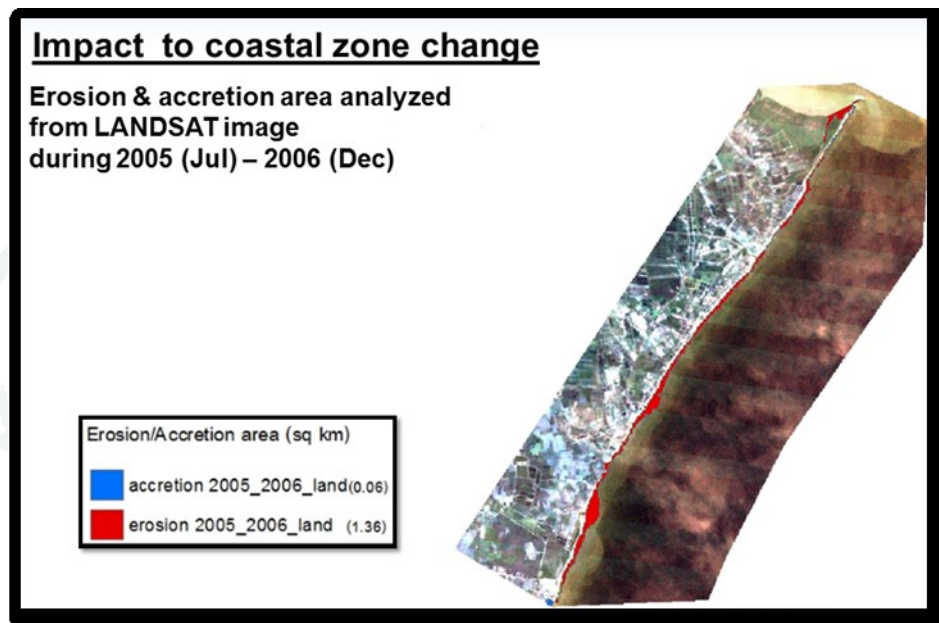 Impact to coastal zone change
Erosion & accretion area analyzed
from LANDSAT image
during 2005 (Jul) – 2006 (Dec)
Erosion/Accretion area (sq km)
accretion 2005_2006_land (0.06)
erosion 2005_2006_land (1.36)